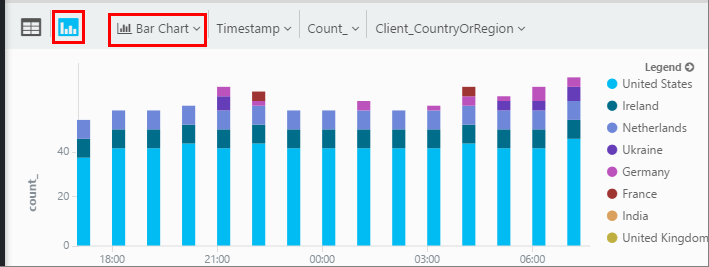 Bar Chart Timestamp Count_ Client_CountryOrRegion
Legend
United States
Ireland
Netherlands
Ukraine
Germany
France
India
United Kingdom
count_
40
20
0
18:00 21:00 00:00 03:00 06:00